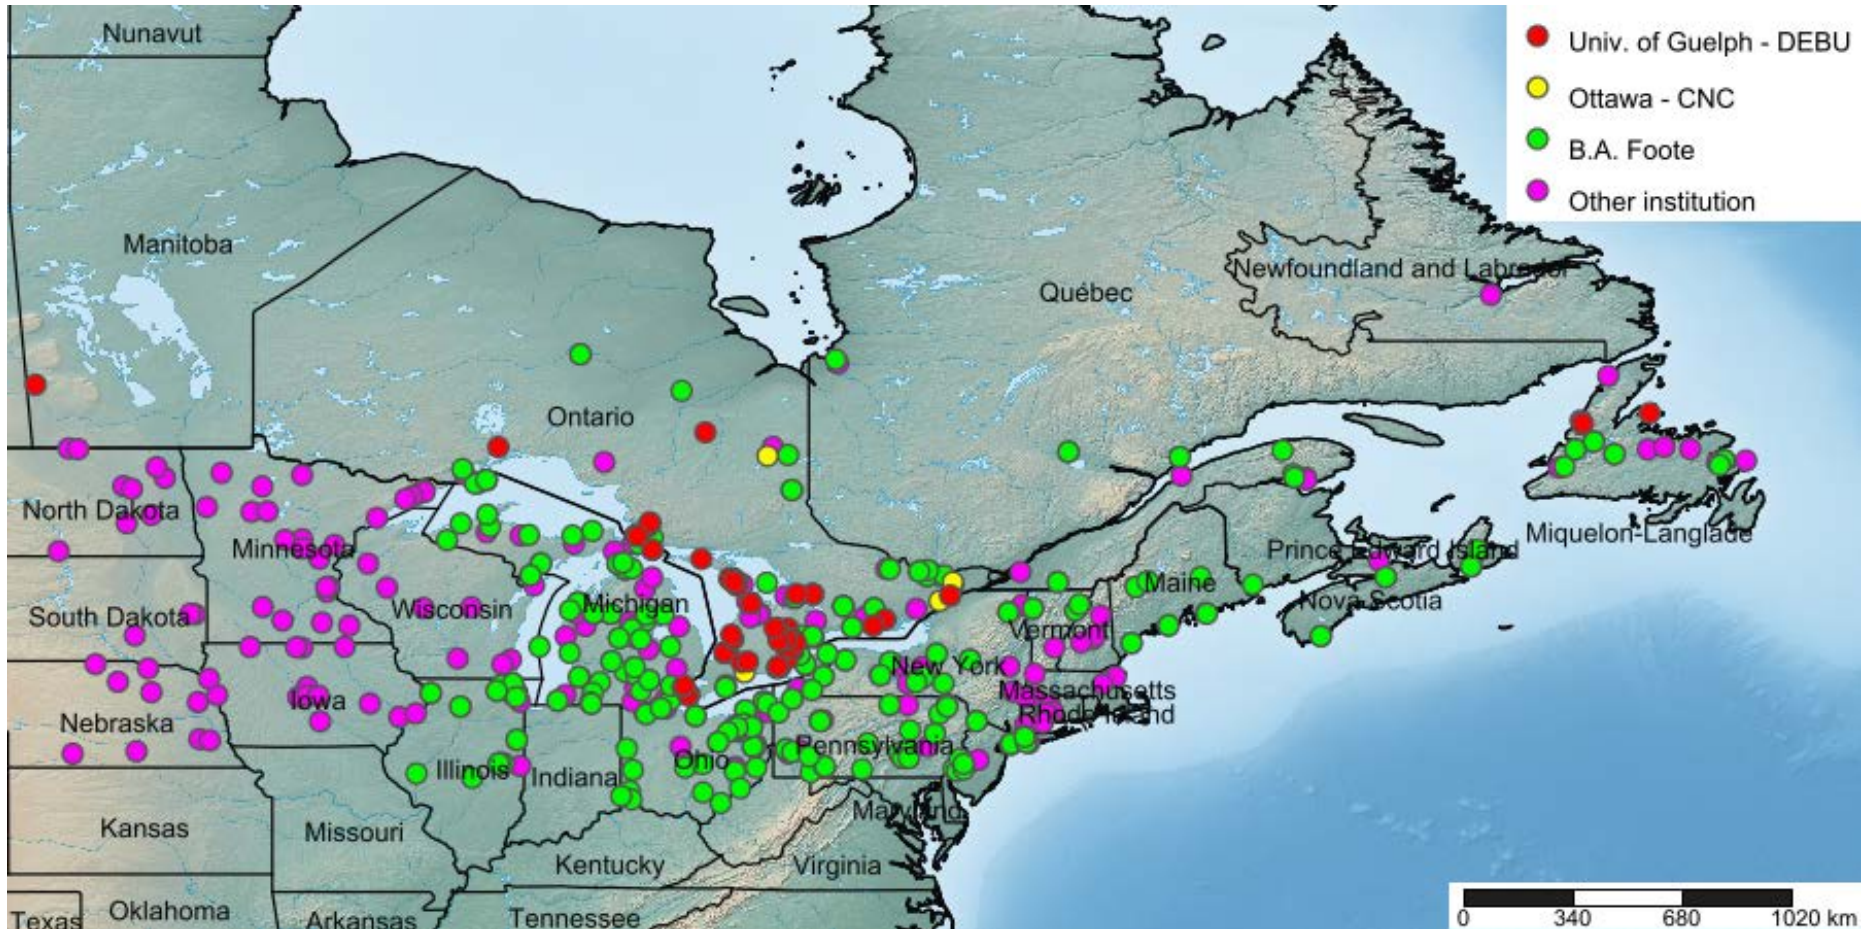 Nunavut
Univ. of Guelph - DEBU
Ottawa - CNC
B.A. Foote
Other institution
Manitoba
Newfoundland and Labrador
Québec
Ontario
North Dakota
Minnesota
Miquelon-Langlade
Prince Edward Island
Maine
Michigan
Wisconsin
Nova Scotia
South Dakota
Vermont
New York
Massachusetts
Iowa
Rhode Island
Nebraska
Pennsylvania
Ohio
Illinois
Indiana
Maryland
Kansas
Missouri
Kentucky
Virginia
Oklahoma
Texas
Arkansas
Tennessee
0 340 680 1020 km